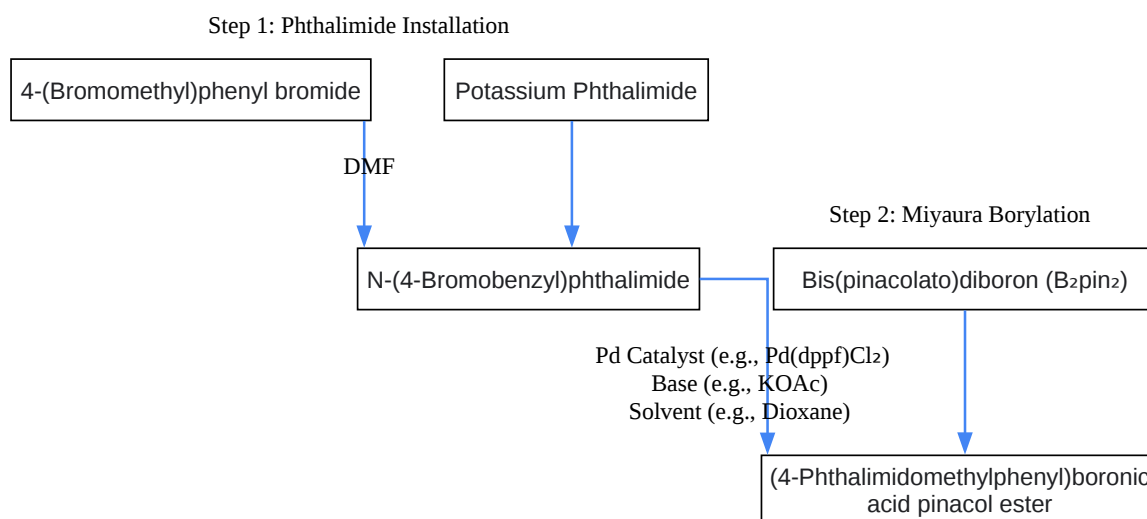 Step 1: Phthalimide Installation
4-(Bromomethyl)phenyl bromide
Potassium Phthalimide
DMF
Step 2: Miyaura Borylation
N-(4-Bromobenzyl)phthalimide
Bis(pinacolato)diboron (B₂pin₂)
Pd Catalyst (e.g., Pd(dppf)Cl₂)
Base (e.g., KOAc)
Solvent (e.g., Dioxane)
(4-Phthalimidomethylphenyl)boronic
acid pinacol ester